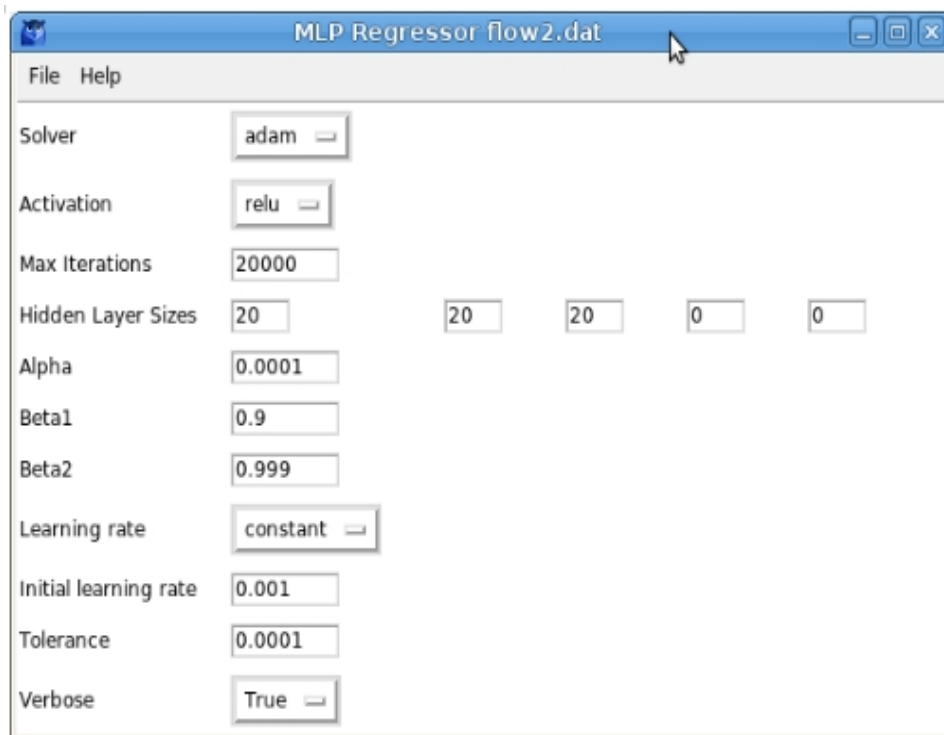 MLP Regressor flow2.dat
File Help
Solver adam
Activation relu
Max Iterations 20000
Hidden Layer Sizes 20 20 20 0 0
Alpha 0.0001
Beta1 0.9
Beta2 0.999
Learning rate constant
Initial learning rate 0.001
Tolerance 0.0001
Verbose True